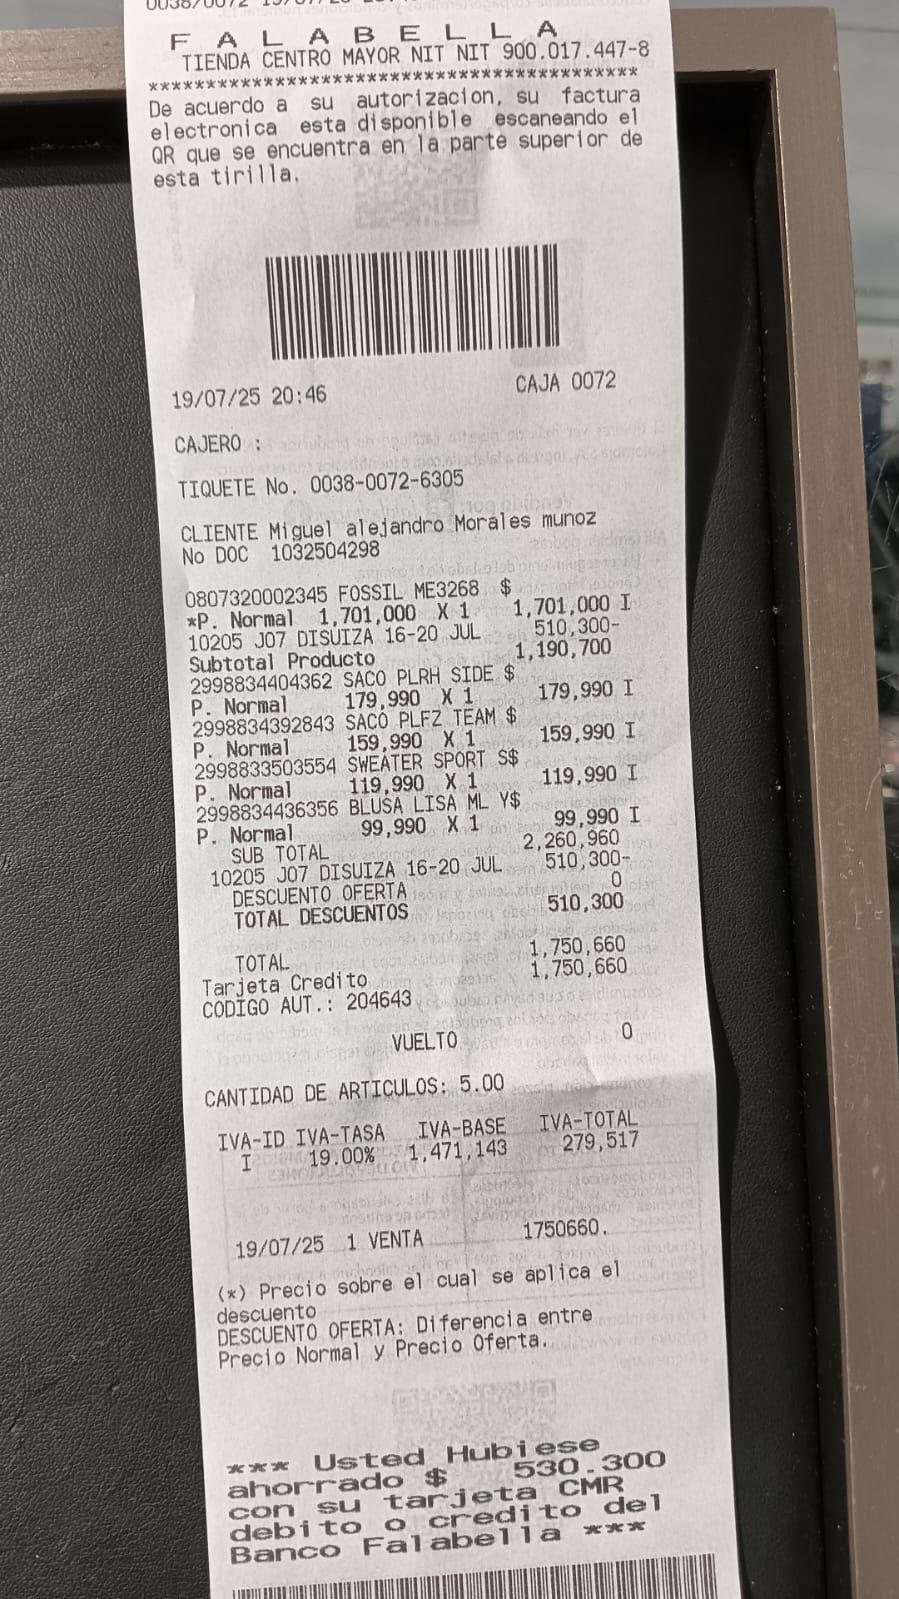 F A L A B E L L A
TIENDA CENTRO MAYOR NIT NIT 900.017.447-8
******************************************
De acuerdo a su autorizacion, su factura
electronica esta disponible escaneando el
QR que se encuentra en la parte superior de
esta tirilla.
19/07/25 20:46 CAJA 0072
CAJERO :
TIQUETE No. 0038-0072-6305
CLIENTE Miguel alejandro Morales munoz
No DOC 1032504298
0807320002345 FOSSIL ME3268 $
*P. Normal 1,701,000 X 1 1,701,000 I
10205 J07 DISUIZA 16-20 JUL 510,300-
Subtotal Producto 1,190,700
2998834404362 SACO PLRH SIDE $
P. Normal 179,990 X 1 179,990 I
2998834392843 SACO PLFZ TEAM $
P. Normal 159,990 X 1 159,990 I
2998833503554 SWEATER SPORT S$
P. Normal 119,990 X 1 119,990 I
2998834436356 BLUSA LISA ML Y$
P. Normal 99,990 X 1 99,990 I
SUB TOTAL 2,260,960
10205 J07 DISUIZA 16-20 JUL 510,300-
DESCUENTO OFERTA 0
TOTAL DESCUENTOS 510,300
TOTAL 1,750,660
Tarjeta Credito 1,750,660
CODIGO AUT.: 204643
VUELTO 0
CANTIDAD DE ARTICULOS: 5.00
IVA-ID IVA-TASA IVA-BASE IVA-TOTAL
I 19.00% 1,471,143 279,517
19/07/25 1 VENTA 1750660.
(*) Precio sobre el cual se aplica el
descuento
DESCUENTO OFERTA: Diferencia entre
Precio Normal y Precio Oferta.
*** Usted Hubiese
ahorrado $ 530.300
con su tarjeta CMR
debito o credito del
Banco Falabella ***